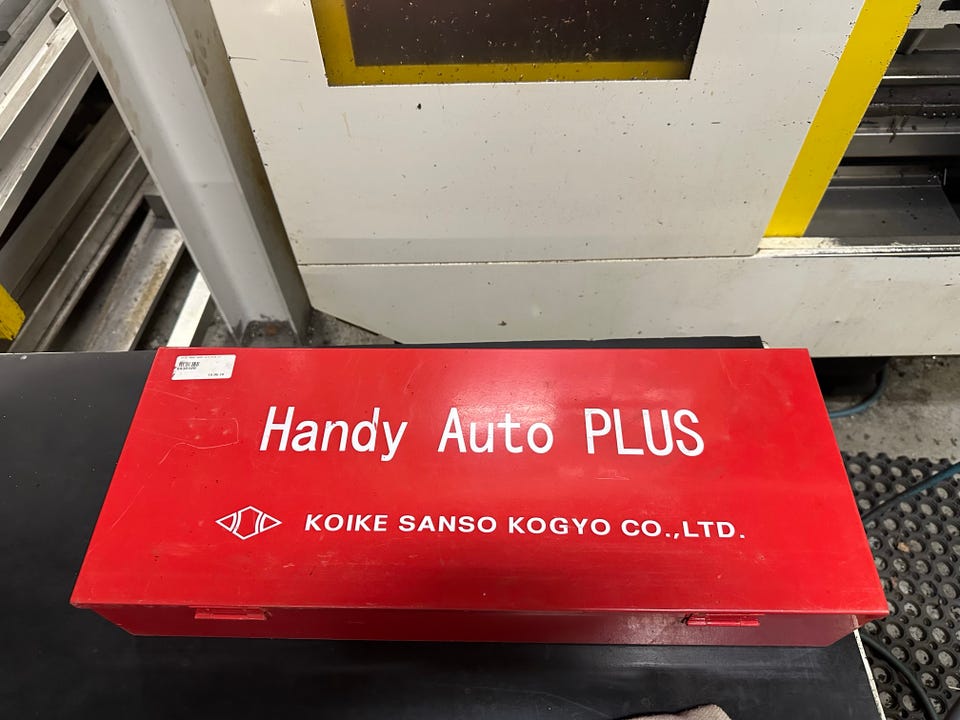 Handy Auto PLUS
KOIKE SANSO KOGYO CO.,LTD.